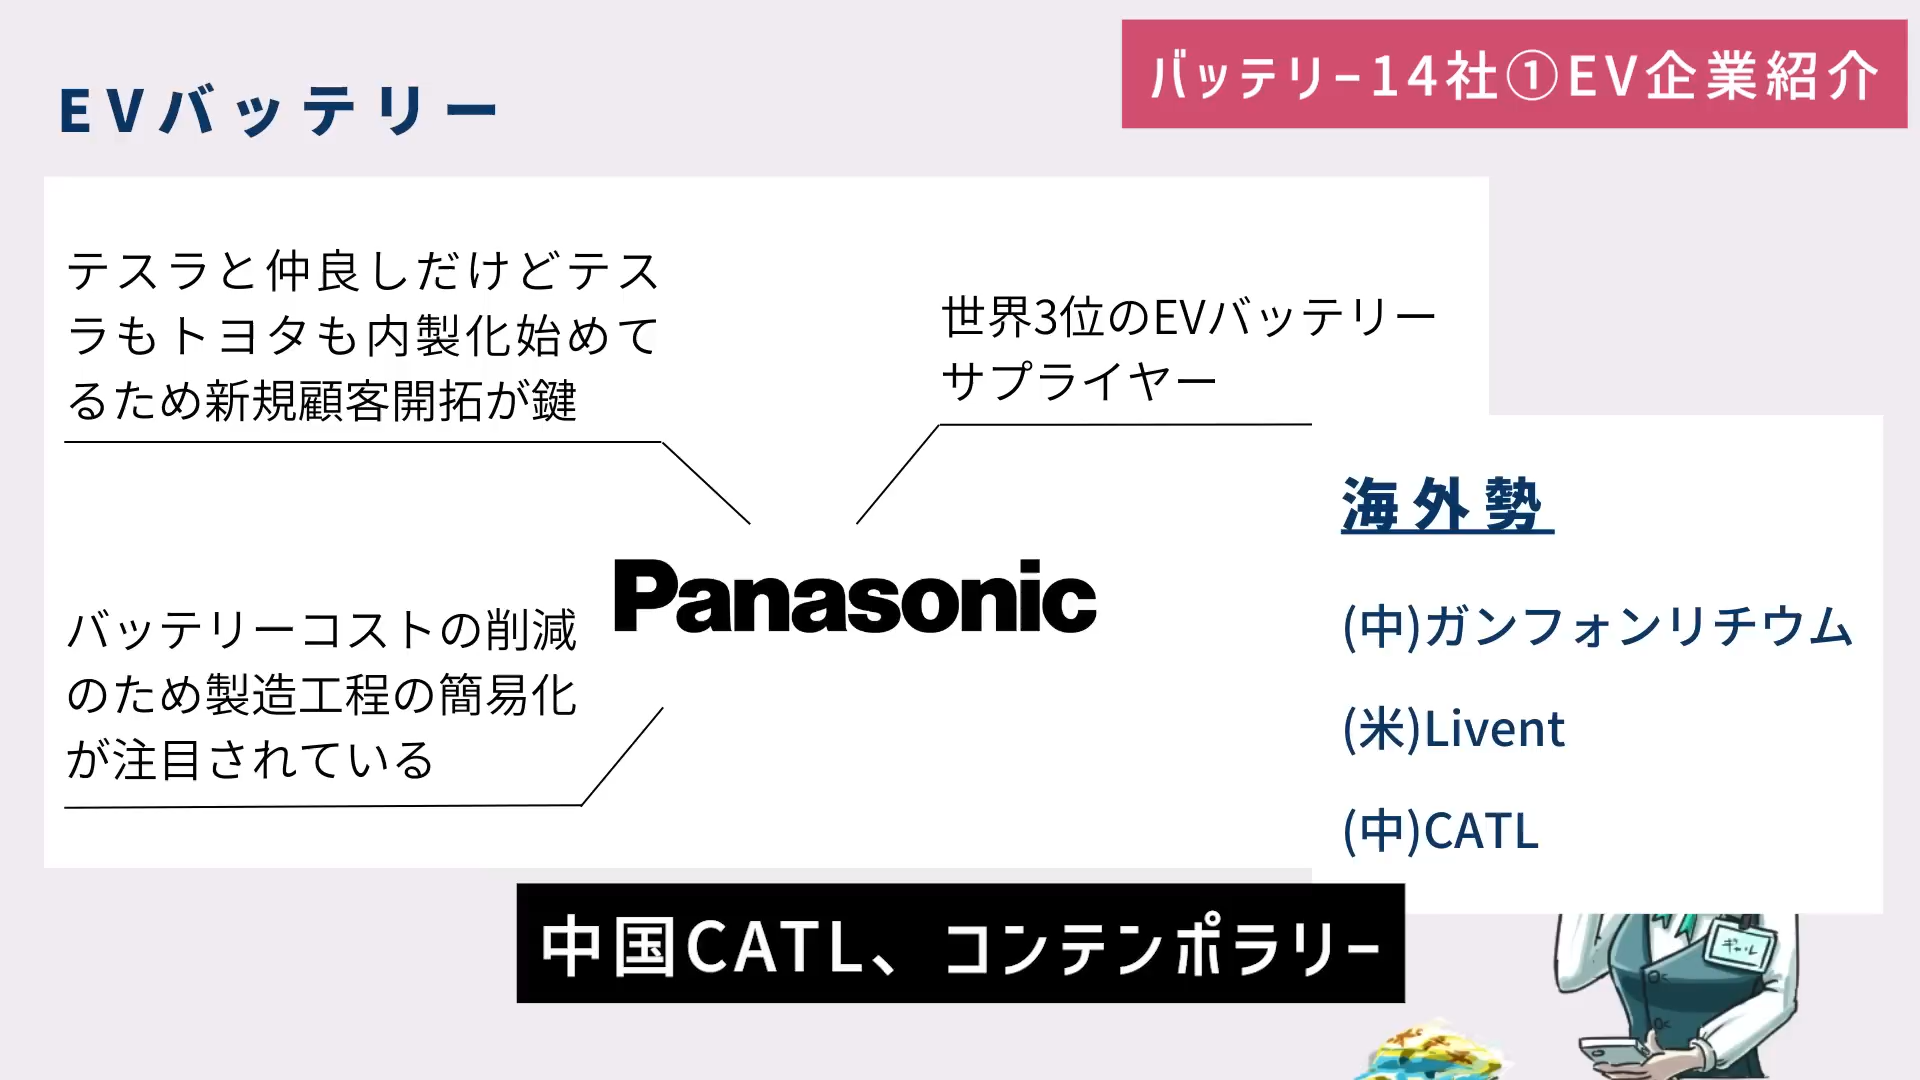 バッテリー14社①EV企業紹介
EVバッテリー
テスラと仲良しだけどテス
ラもトヨタも内製化始めて
るため新規顧客開拓が鍵
世界3位のEVバッテリー
サプライヤー
Panasonic
バッテリーコストの削減
のため製造工程の簡易化
が注目されている
海外勢
(中)ガンフォンリチウム
(米)Livent
(中)CATL
中国CATL、コンテンポラリー
ギャル